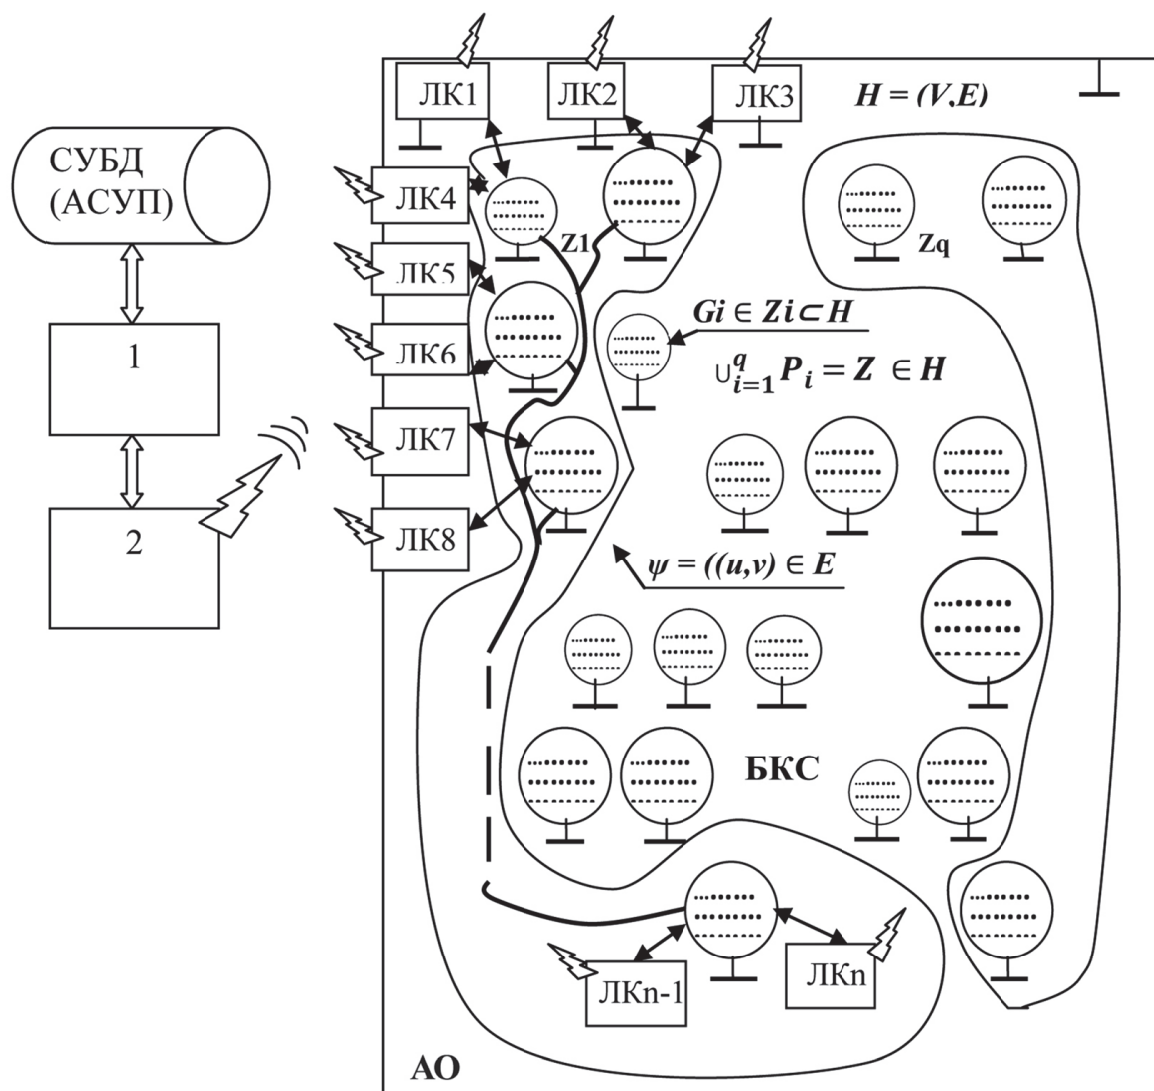 ЛК1
ЛК2
ЛК3
H = (V,E)
СУБД
(АСУП)
ЛК4
Z1
Zq
ЛК5
Gi ∈ Zi ⊂ H
1
ЛК6
∪_{i=1}^{q} P_i = Z ∈ H
ЛК7
2
ЛК8
ψ = ((u,v) ∈ E
БКС
ЛКn-1
ЛКn
АО